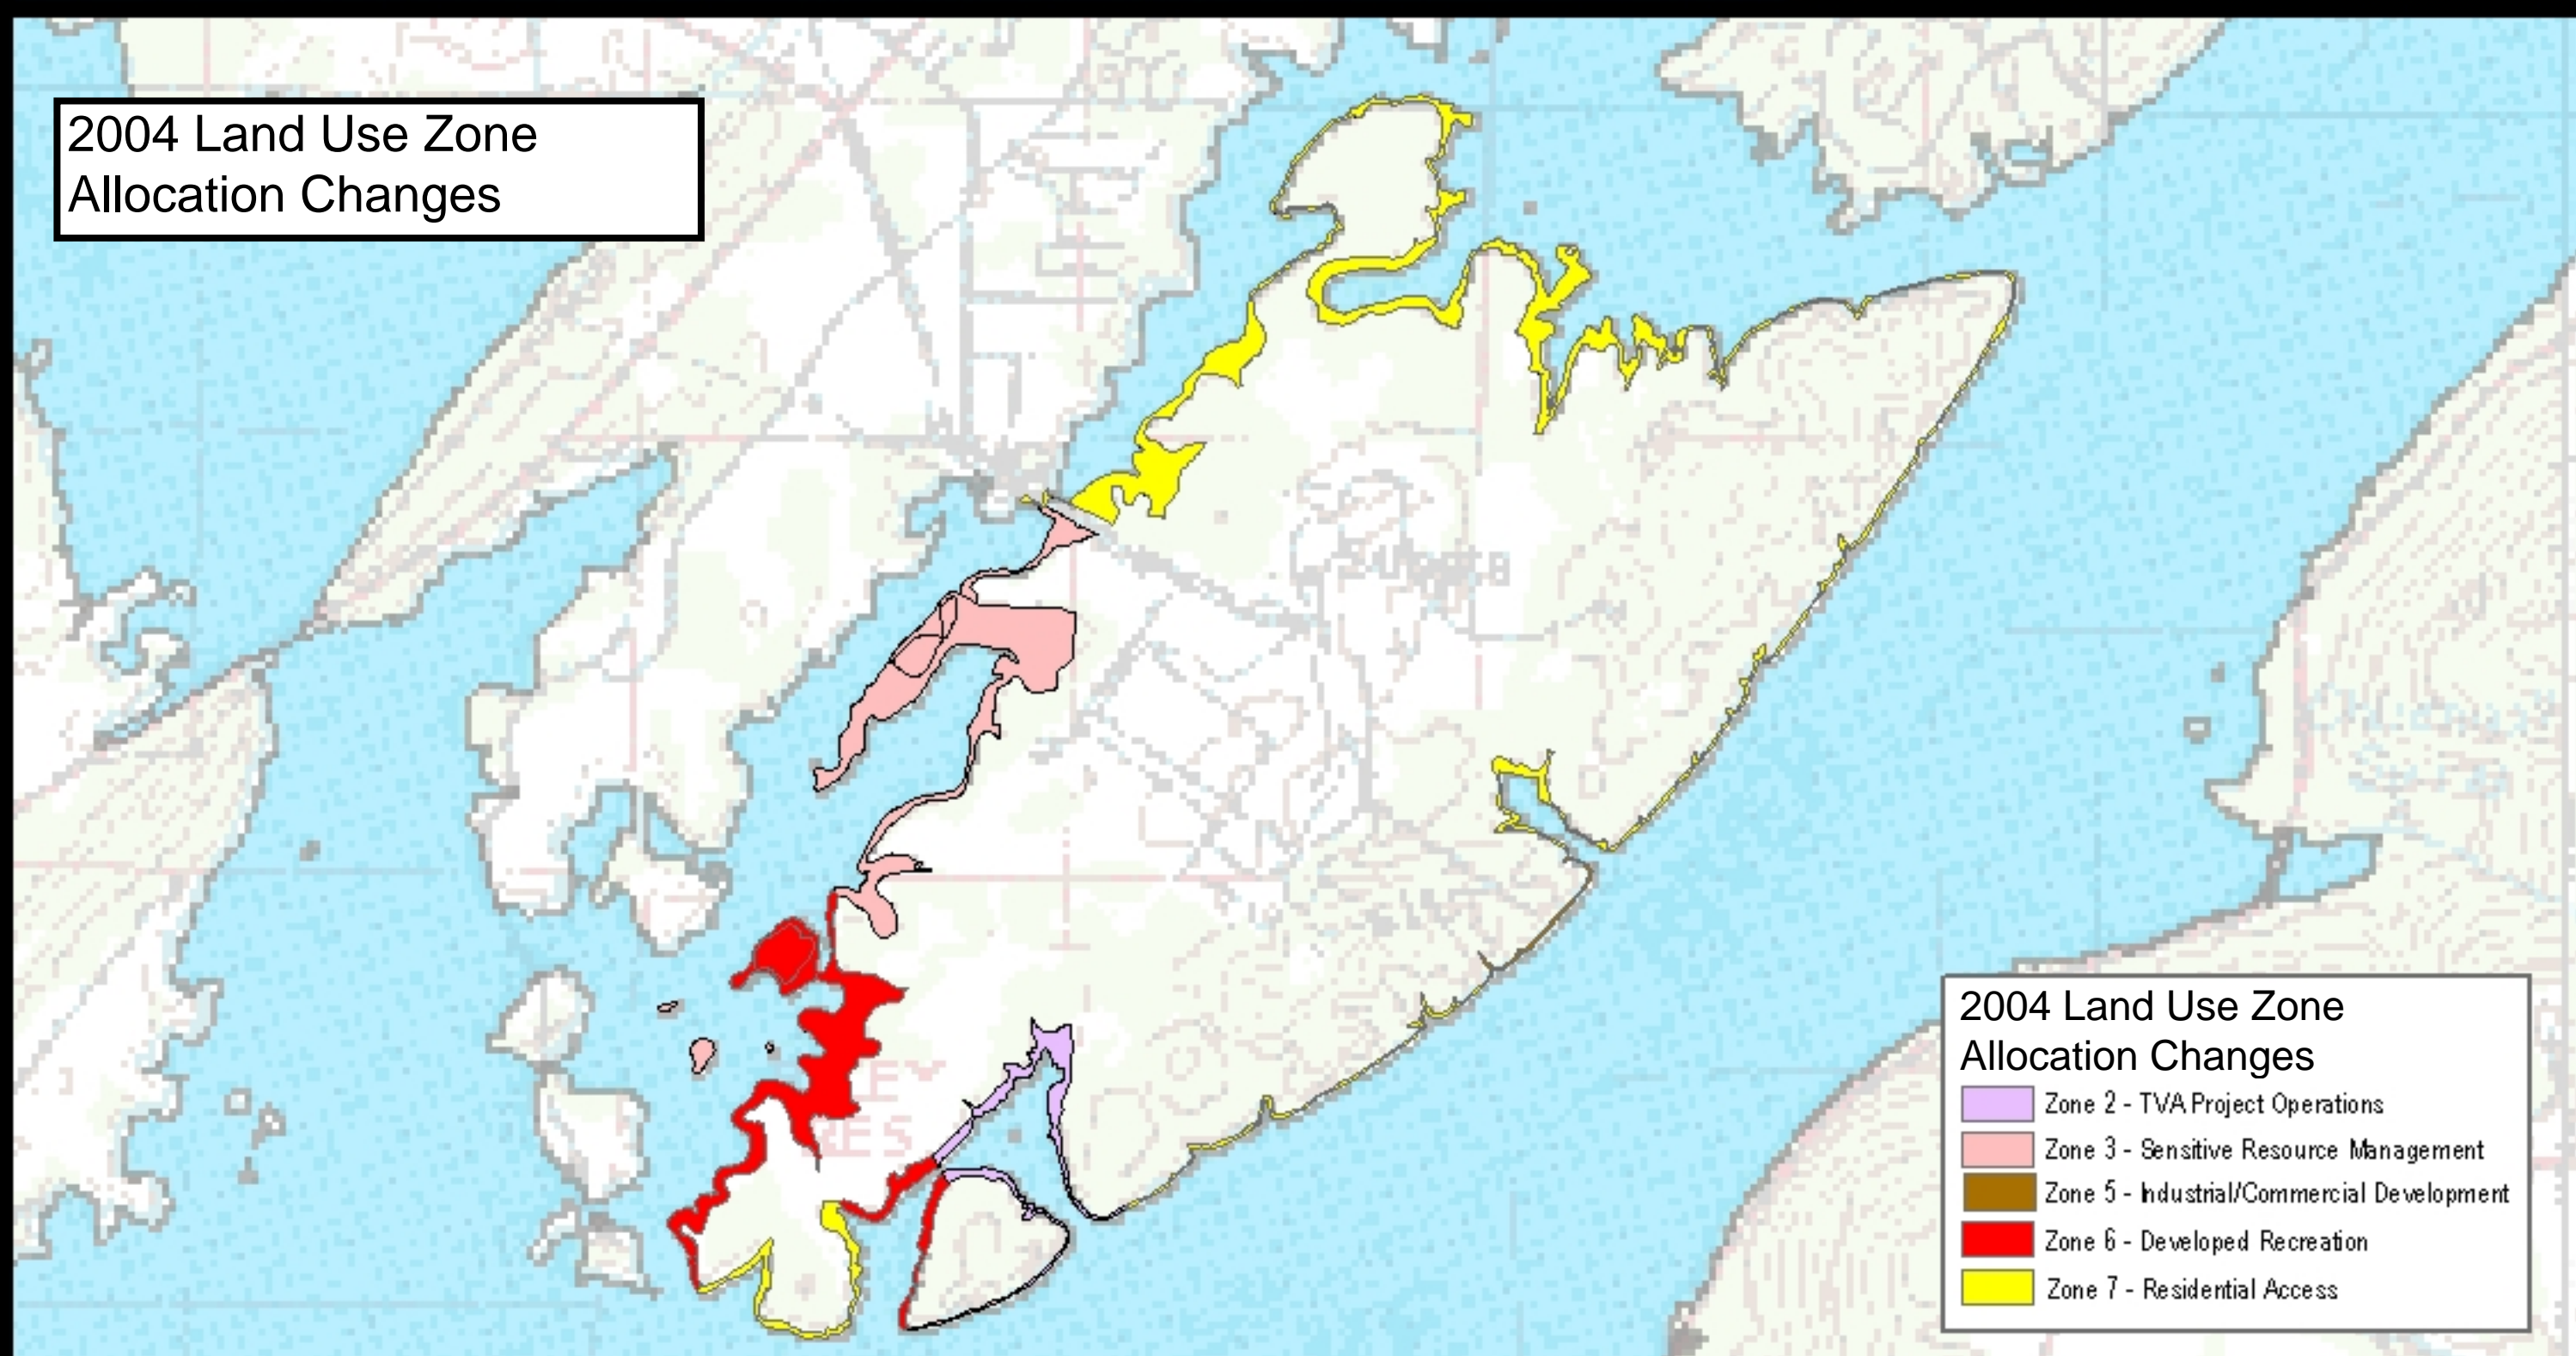 2004 Land Use Zone
Allocation Changes
2004 Land Use Zone
Allocation Changes
Zone 2 - TVA Project Operations
Zone 3 - Sensitive Resource Management
Zone 5 - Industrial/Commercial Development
Zone 6 - Developed Recreation
Zone 7 - Residential Access